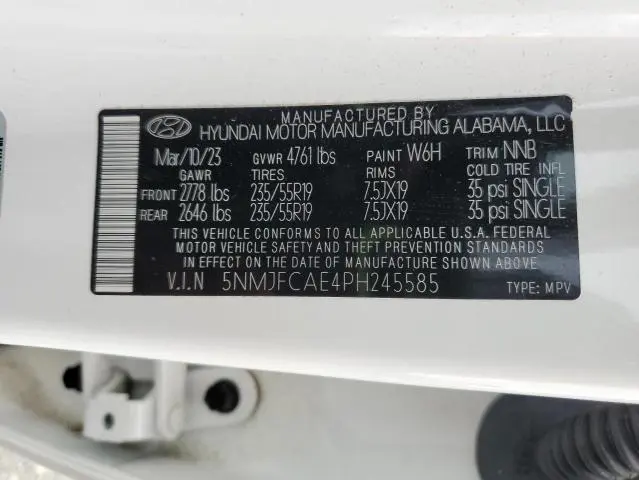 MANUFACTURED BY
HYUNDAI MOTOR MANUFACTURING ALABAMA, LLC
Mar/10/23 GVWR 4761 lbs PAINT W6H TRIM NNB
GAWR TIRES RIMS COLD TIRE INFL
FRONT 2778 lbs 235/55R19 7.5JX19 35 psi SINGLE
REAR 2646 lbs 235/55R19 7.5JX19 35 psi SINGLE
THIS VEHICLE CONFORMS TO ALL APPLICABLE U.S.A. FEDERAL
MOTOR VEHICLE SAFETY AND THEFT PREVENTION STANDARDS
IN EFFECT ON THE DATE OF MANUFACTURE SHOWN ABOVE.
V.I.N 5NMJFCAE4PH245585 TYPE: MPV